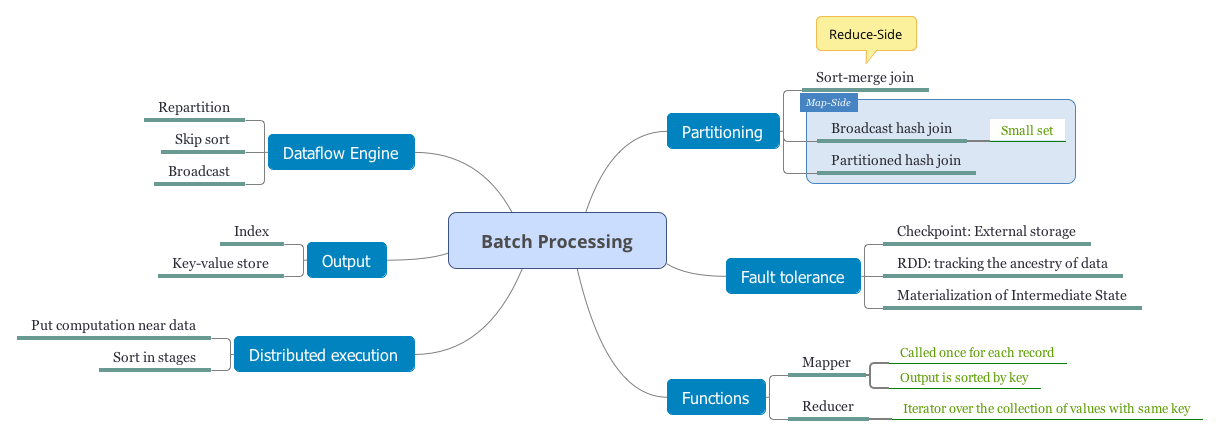 Batch Processing
Partitioning
Reduce-Side
Sort-merge join
Map-Side
Broadcast hash join
Small set
Partitioned hash join
Fault tolerance
Checkpoint: External storage
RDD: tracking the ancestry of data
Materialization of Intermediate State
Functions
Mapper
Called once for each record
Output is sorted by key
Reducer
Iterator over the collection of values with same key
Dataflow Engine
Repartition
Skip sort
Broadcast
Output
Index
Key-value store
Distributed execution
Put computation near data
Sort in stages